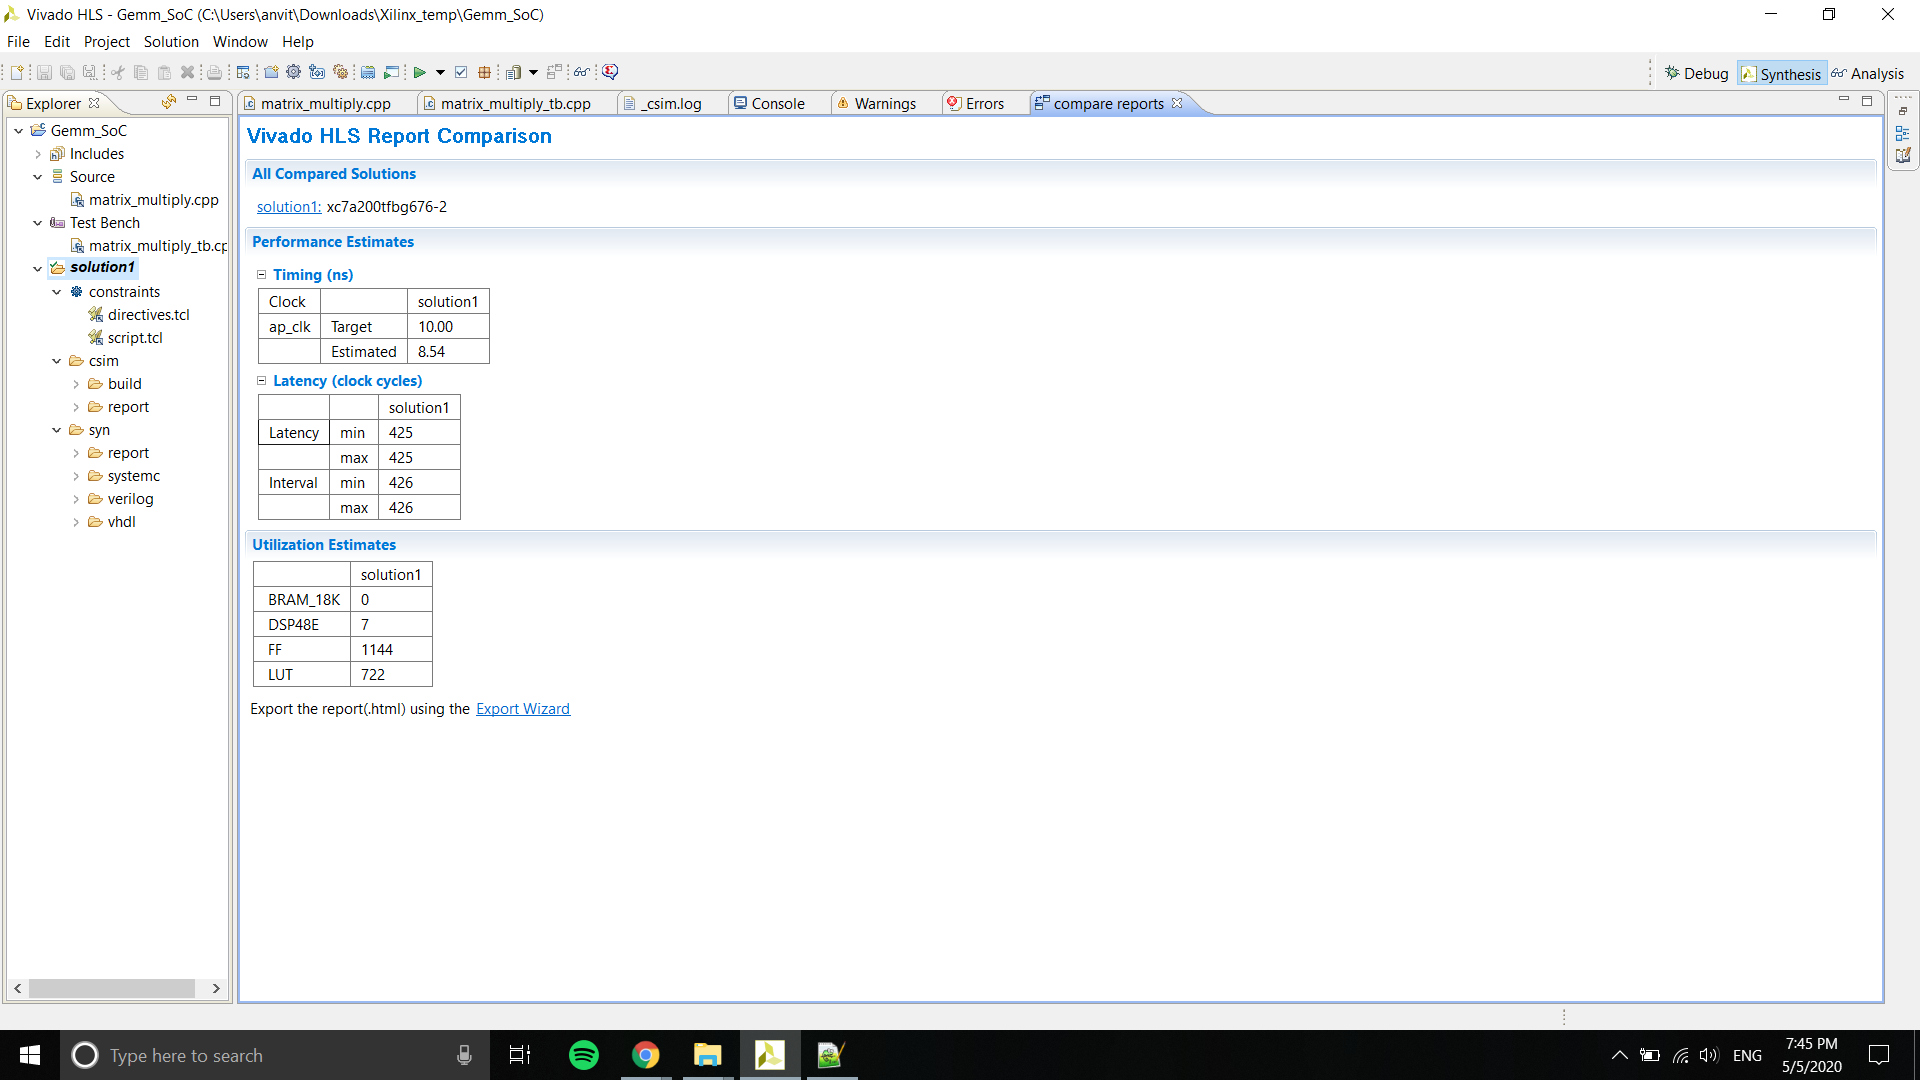 Vivado HLS - Gemm_SoC (C:\Users\anvit\Downloads\Xilinx_temp\Gemm_SoC)
File Edit Project Solution Window Help
Debug Synthesis Analysis
Explorer
matrix_multiply.cpp matrix_multiply_tb.cpp _csim.log Console Warnings Errors compare reports
Gemm_SoC
Includes
Source
matrix_multiply.cpp
Test Bench
matrix_multiply_tb.cp
solution1
constraints
directives.tcl
script.tcl
csim
build
report
syn
report
systemc
verilog
vhdl
Vivado HLS Report Comparison
All Compared Solutions
solution1: xc7a200tfbg676-2
Performance Estimates
Timing (ns)
Clock solution1
ap_clk Target 10.00
Estimated 8.54
Latency (clock cycles)
solution1
Latency min 425
max 425
Interval min 426
max 426
Utilization Estimates
solution1
BRAM_18K 0
DSP48E 7
FF 1144
LUT 722
Export the report(.html) using the Export Wizard
Type here to search
ENG
7:45 PM
5/5/2020